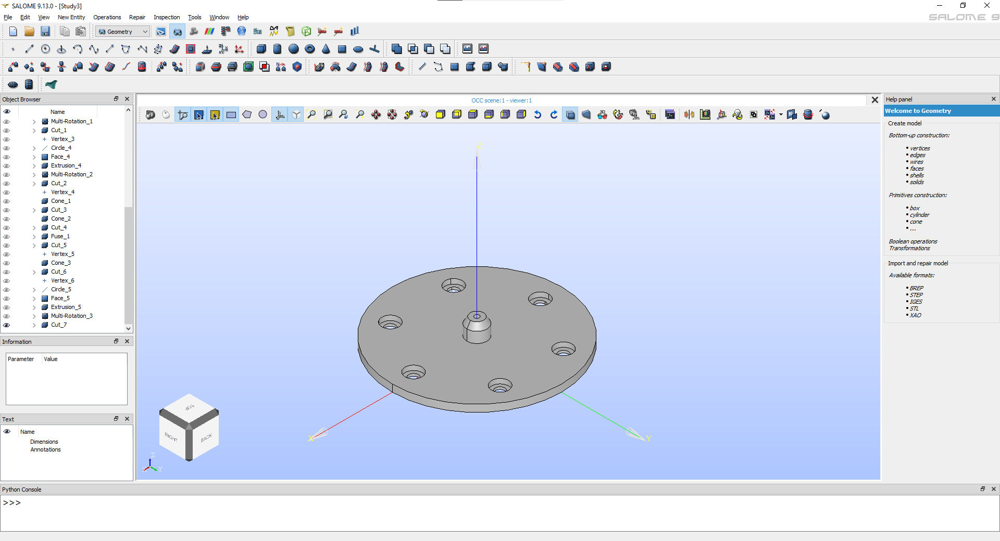 SALOME 9.13.0 - [Study3]
File Edit View New Entity Operations Repair Inspection Tools Window Help
SALOME 9
Geometry
Eficas
Object Browser
Name
Multi-Rotation_1
Cut_1
Vertex_3
Circle_4
Face_4
Extrusion_4
Multi-Rotation_2
Cut_2
Vertex_4
Cone_1
Cut_3
Cone_2
Cut_4
Fuse_1
Cut_5
Vertex_5
Cone_3
Cut_6
Vertex_6
Circle_5
Face_5
Extrusion_5
Multi-Rotation_3
Cut_7
Information
Parameter Value
Text
Name
Dimensions
Annotations
OCC scene:1 - viewer:1
Z
X
Y
TOP
RIGHT
BACK
Z
X
Y
Help panel
Welcome to Geometry
Create model
Bottom-up construction:
• vertices
• edges
• wires
• faces
• shells
• solids
Primitives construction:
• box
• cylinder
• cone
• ...
Boolean operations
Transformations
Import and repair model
Available formats:
• BREP
• STEP
• IGES
• STL
• XAO
Python Console
>>>